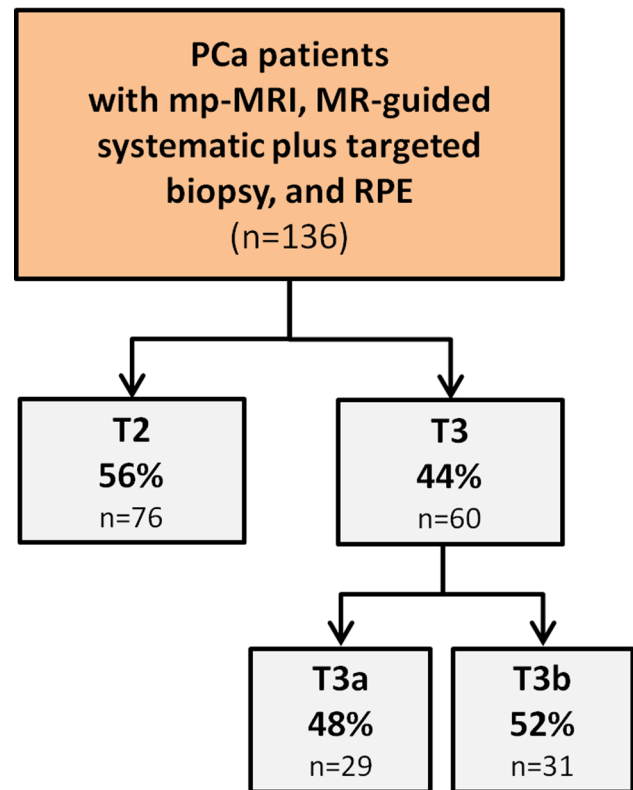 PCa patients
with mp-MRI, MR-guided
systematic plus targeted
biopsy, and RPE
(n=136)
T2
56%
n=76
T3
44%
n=60
T3a
48%
n=29
T3b
52%
n=31